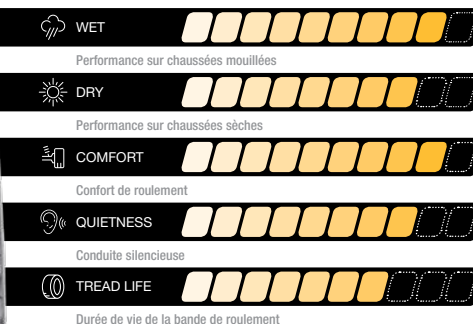 WET
Performance sur chaussées mouillées
DRY
Performance sur chaussées sèches
COMFORT
Confort de roulement
QUIETNESS
Conduite silencieuse
TREAD LIFE
Durée de vie de la bande de roulement